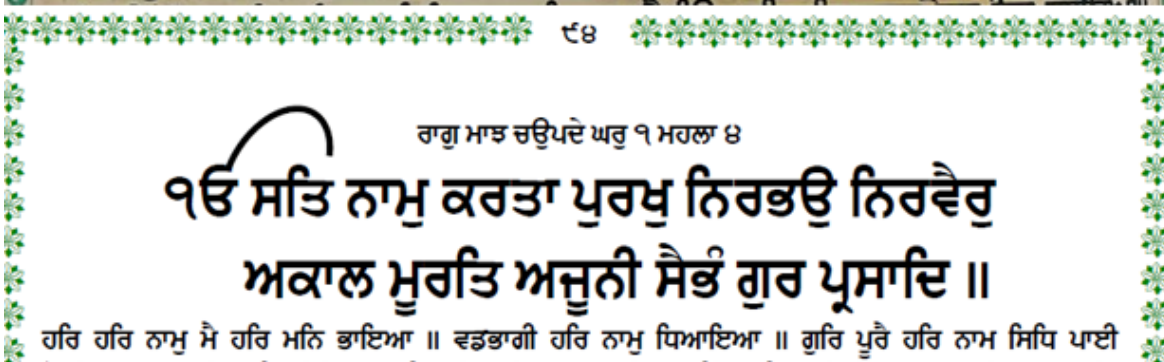 ੯੪
ਰਾਗੁ ਮਾਝ ਚਉਪਦੇ ਘਰੁ ੧ ਮਹਲਾ ੪
ੴ ਸਤਿ ਨਾਮੁ ਕਰਤਾ ਪੁਰਖੁ ਨਿਰਭਉ ਨਿਰਵੈਰੁ
ਅਕਾਲ ਮੂਰਤਿ ਅਜੂਨੀ ਸੈਭੰ ਗੁਰ ਪ੍ਰਸਾਦਿ ॥
ਹਰਿ ਹਰਿ ਨਾਮੁ ਮੈ ਹਰਿ ਮਨਿ ਭਾਇਆ ॥ ਵਡਭਾਗੀ ਹਰਿ ਨਾਮੁ ਧਿਆਇਆ ॥ ਗੁਰਿ ਪੂਰੈ ਹਰਿ ਨਾਮ ਸਿਧਿ ਪਾਈ